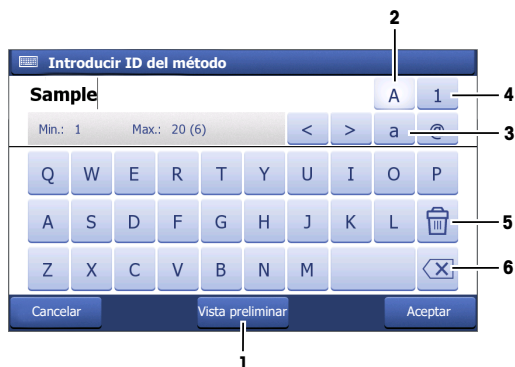 2
Introducir ID del método
Sample A 1 4
Min.: 1 Max.: 20 (6) < > a @ 3
Q W E R T Y U I O P
A S D F G H J K L 5
Z X C V B N M 6
Cancelar Vista preliminar Aceptar
1